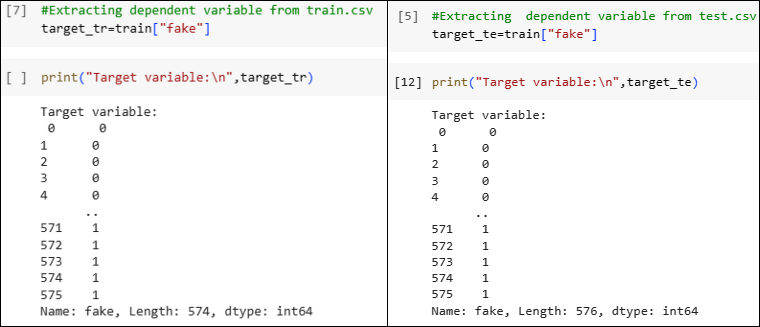 [7] #Extracting dependent variable from train.csv
target_tr=train["fake"]
[ ] print("Target variable:\n",target_tr)
Target variable:
0 0
1 0
2 0
3 0
4 0
..
571 1
572 1
573 1
574 1
575 1
Name: fake, Length: 574, dtype: int64
[5] #Extracting  dependent variable from test.csv
target_te=train["fake"]
[12] print("Target variable:\n",target_te)
Target variable:
0 0
1 0
2 0
3 0
4 0
..
571 1
572 1
573 1
574 1
575 1
Name: fake, Length: 576, dtype: int64